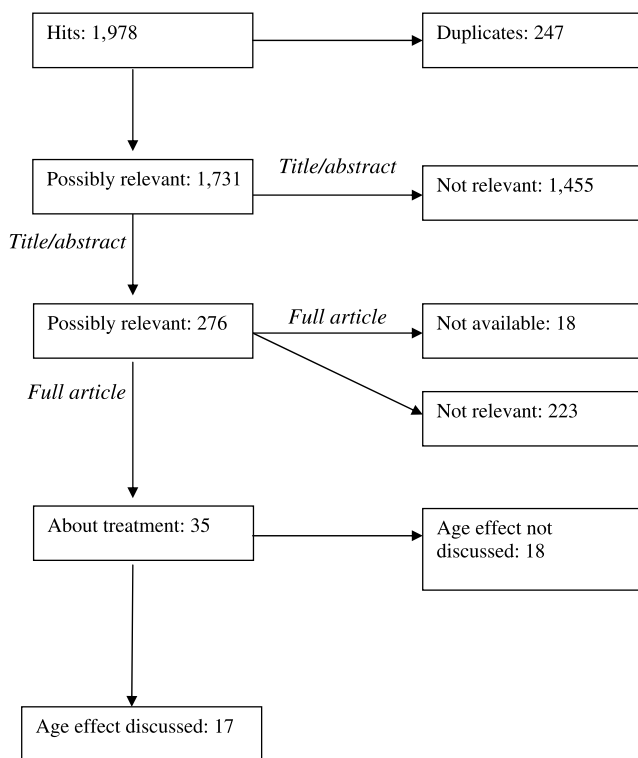 Hits: 1,978
Duplicates: 247
Possibly relevant: 1,731
Title/abstract
Not relevant: 1,455
Title/abstract
Possibly relevant: 276
Full article
Not available: 18
Full article
Not relevant: 223
About treatment: 35
Age effect not
discussed: 18
Age effect discussed: 17